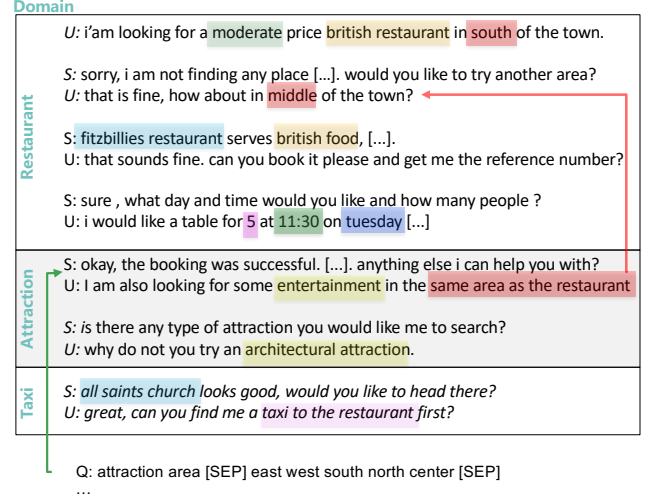 Domain
Restaurant
U: i'am looking for a moderate price british restaurant in south of the town.
S: sorry, i am not finding any place [...]. would you like to try another area?
U: that is fine, how about in middle of the town?
S: fitzbillies restaurant serves british food, [...].
U: that sounds fine. can you book it please and get me the reference number?
S: sure , what day and time would you like and how many people ?
U: i would like a table for 5 at 11:30 on tuesday [...]
Attraction
S: okay, the booking was successful. [...]. anything else i can help you with?
U: I am also looking for some entertainment in the same area as the restaurant
S: is there any type of attraction you would like me to search?
U: why do not you try an architectural attraction.
Taxi
S: all saints church looks good, would you like to head there?
U: great, can you find me a taxi to the restaurant first?
Q: attraction area [SEP] east west south north center [SEP]
...